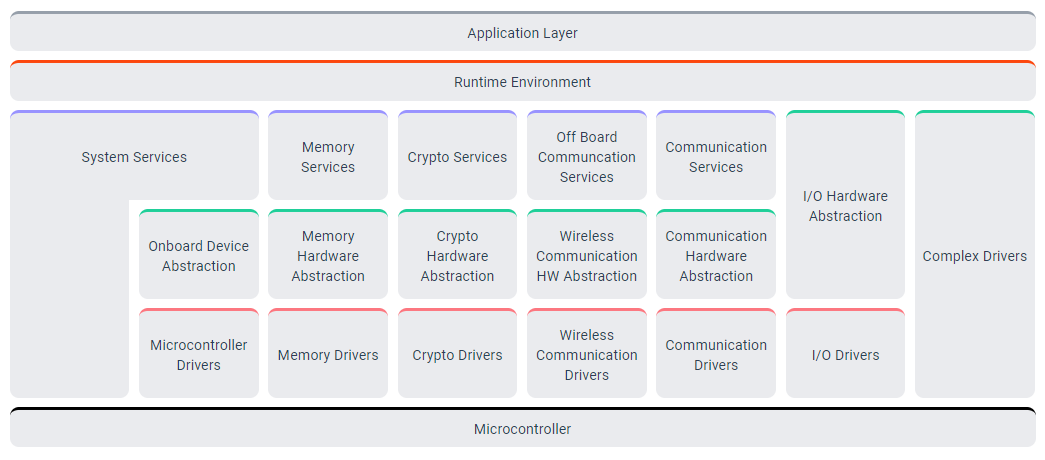 Application Layer
Runtime Environment
System Services
Memory
Services
Crypto Services
Off Board
Communcation
Services
Communication
Services
I/O Hardware
Abstraction
Complex Drivers
Onboard Device
Abstraction
Memory
Hardware
Abstraction
Crypto
Hardware
Abstraction
Wireless
Communication
HW Abstraction
Communication
Hardware
Abstraction
Microcontroller
Drivers
Memory Drivers
Crypto Drivers
Wireless
Communication
Drivers
Communication
Drivers
I/O Drivers
Microcontroller